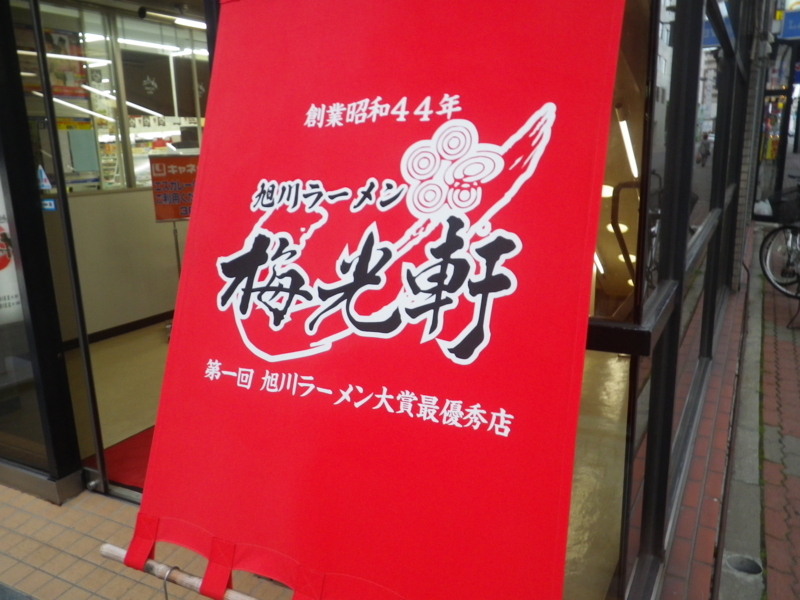 創業昭和44年
旭川ラーメン
梅光軒
第一回 旭川ラーメン大賞最優秀店